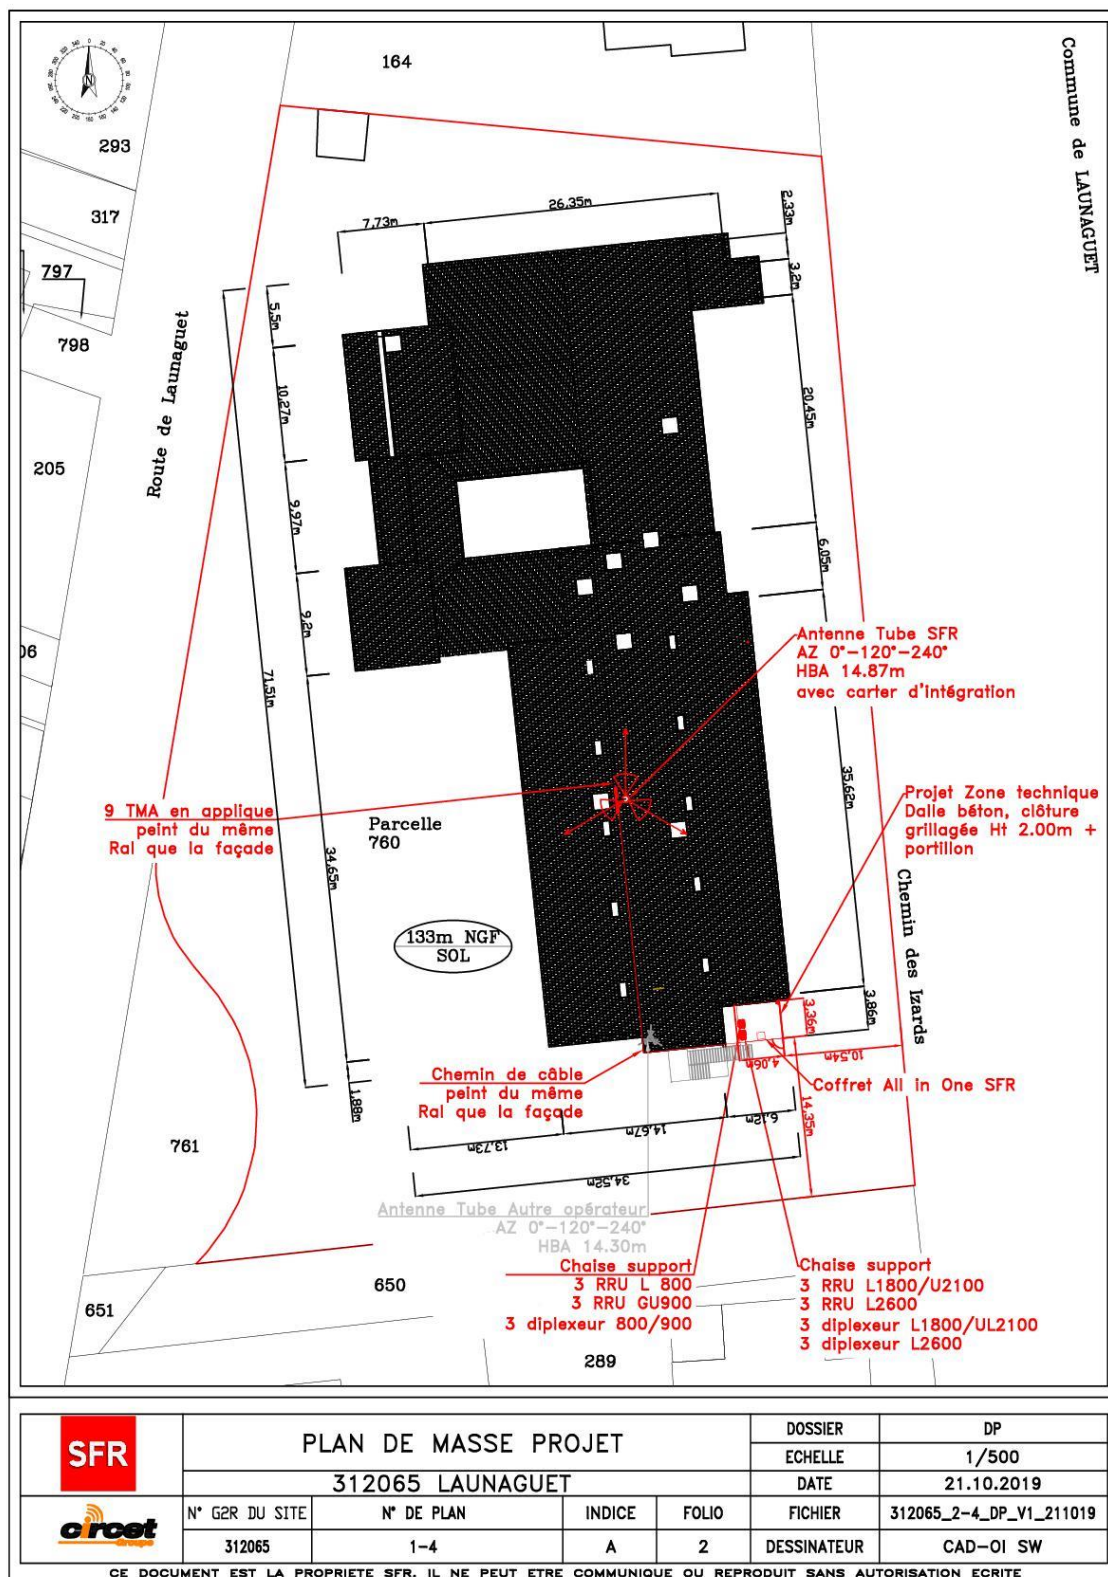 164
Commune de LAUNAGUET
N
293
317
797
798
205
Route de Launaguet
7.73m
26.35m
2.33m
3.2m
5.5m
10.27m
9.97m
9.2m
71.51m
34.65m
1.88m
20.45m
6.05m
35.62m
3.86m
Antenne Tube SFR
AZ 0°-120°-240°
HBA 14.87m
avec carter d'intégration
9 TMA en applique
peint du même
Ral que la façade
Parcelle
760
Projet Zone technique
Dalle béton, clôture
grillagée Ht 2.00m +
portillon
Chemin des Izards
133m NGF
SOL
3.36m
4.06m
10.54m
14.35m
Coffret All in One SFR
Chemin de câble
peint du même
Ral que la façade
13.73m
14.67m
6.12m
34.52m
761
Antenne Tube Autre opérateur
AZ 0°-120°-240°
HBA 14.30m
Chaise support
3 RRU L 800
3 RRU GU900
3 diplexeur 800/900
Chaise support
3 RRU L1800/U2100
3 RRU L2600
3 diplexeur L1800/UL2100
3 diplexeur L2600
651
650
289
SFR
PLAN DE MASSE PROJET
312065 LAUNAGUET
DOSSIER
DP
ECHELLE
1/500
DATE
21.10.2019
circet
Groupe
N° G2R DU SITE
N° DE PLAN
INDICE
FOLIO
FICHIER
312065_2-4_DP_V1_211019
312065
1-4
A
2
DESSINATEUR
CAD-OI SW
CE DOCUMENT EST LA PROPRIETE SFR. IL NE PEUT ETRE COMMUNIQUE OU REPRODUIT SANS AUTORISATION ECRITE